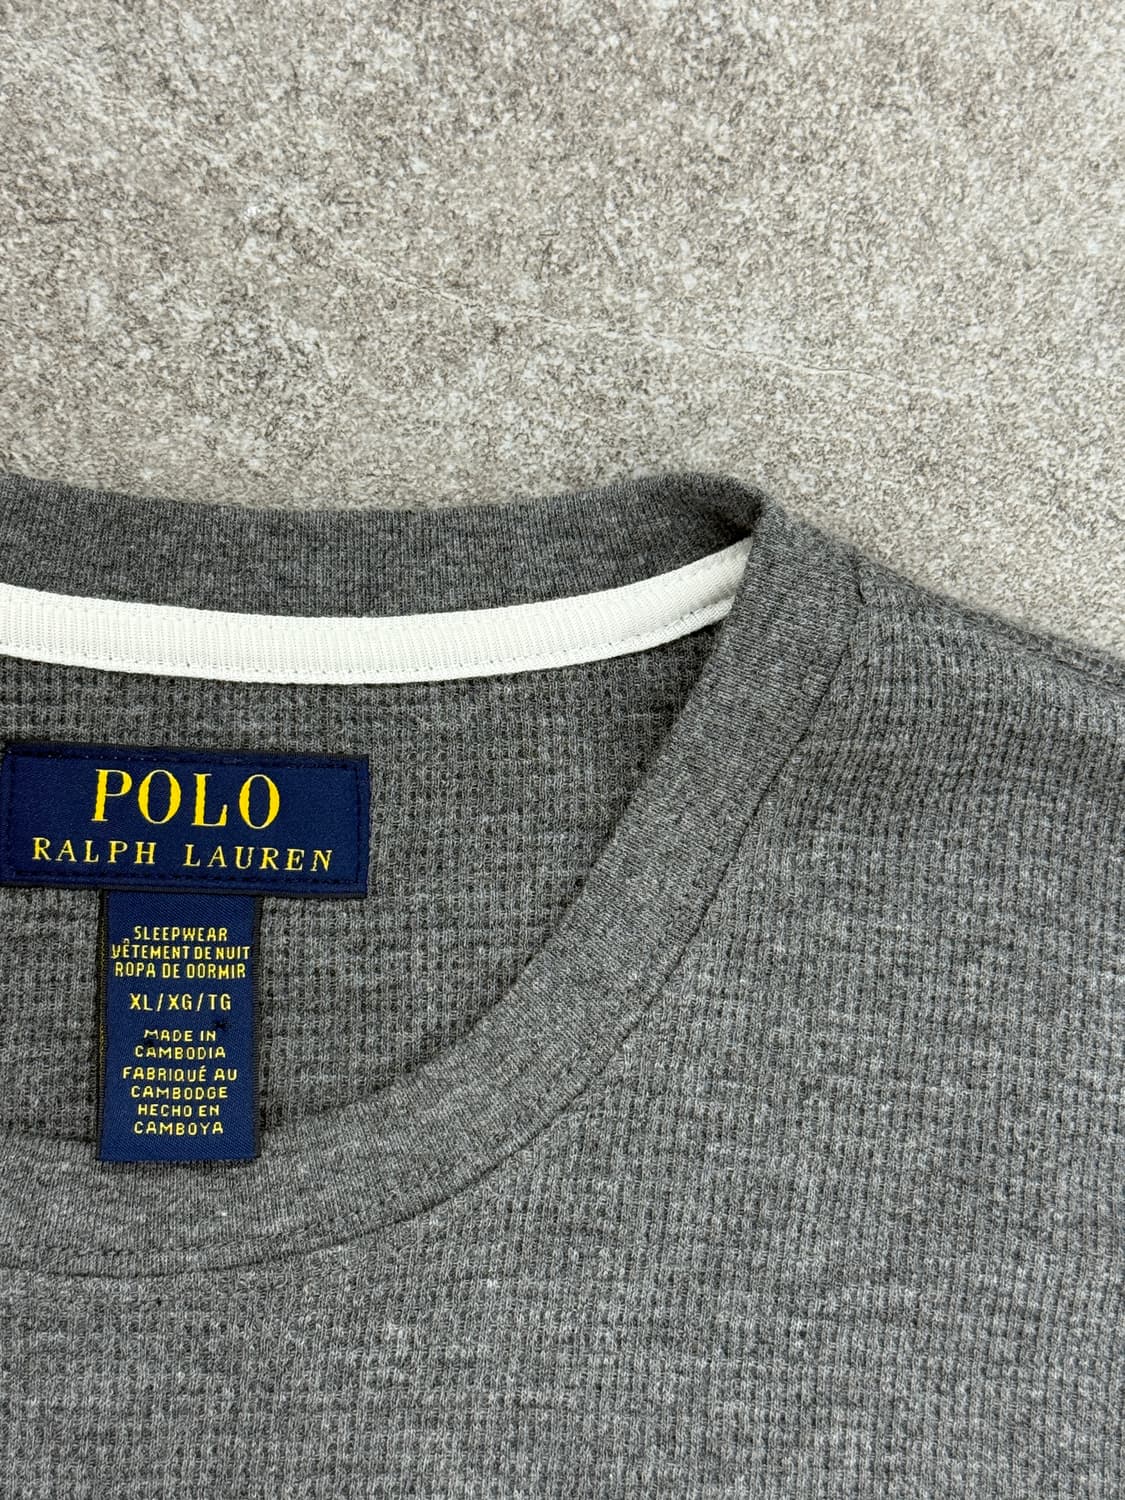 POLO
RALPH LAUREN
SLEEPWEAR
VÊTEMENT DE NUIT
ROPA DE DORMIR
XL/XG/TG
MADE IN
CAMBODIA
FABRIQUÉ AU
CAMBODGE
HECHO EN
CAMBOYA